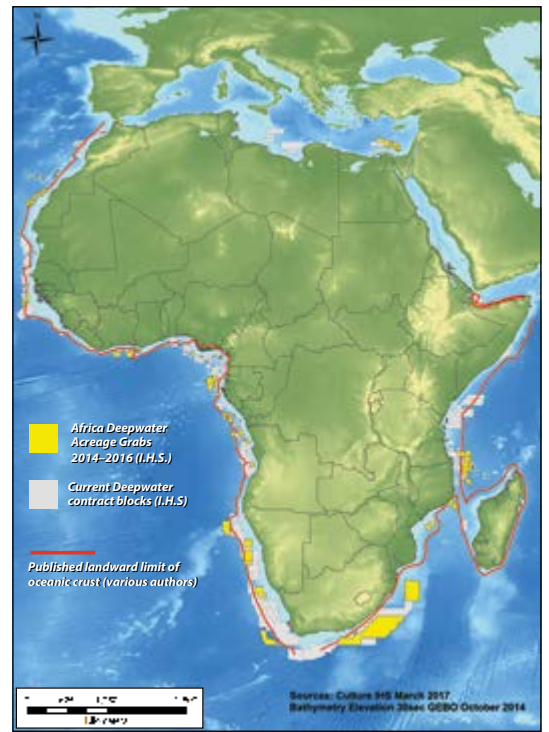 Africa Deepwater
Acreage Grabs
2014–2016 (I.H.S.)
Current Deepwater
contract blocks (I.H.S)
Published landward limit of
oceanic crust (various authors)
Sources: Culture IHS March 2017
Bathymetry Elevation 30sec GEBO October 2014